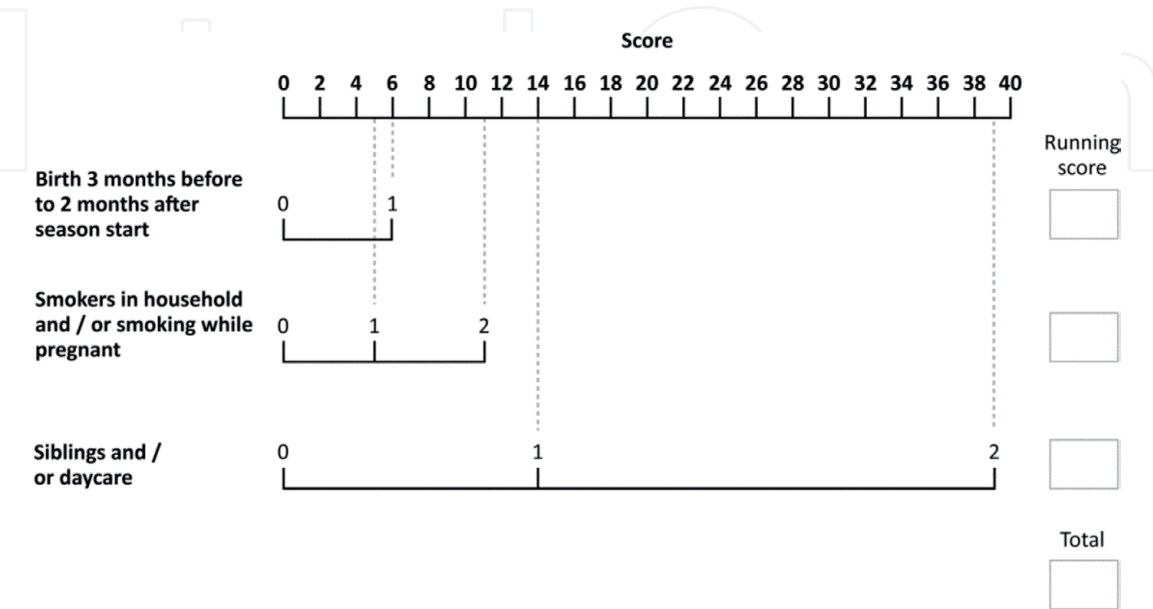 Score
0 2 4 6 8 10 12 14 16 18 20 22 24 26 28 30 32 34 36 38 40
Running
score
Birth 3 months before
to 2 months after
season start
0 1
Smokers in household
and / or smoking while
pregnant
0 1 2
Siblings and /
or daycare
0 1 2
Total